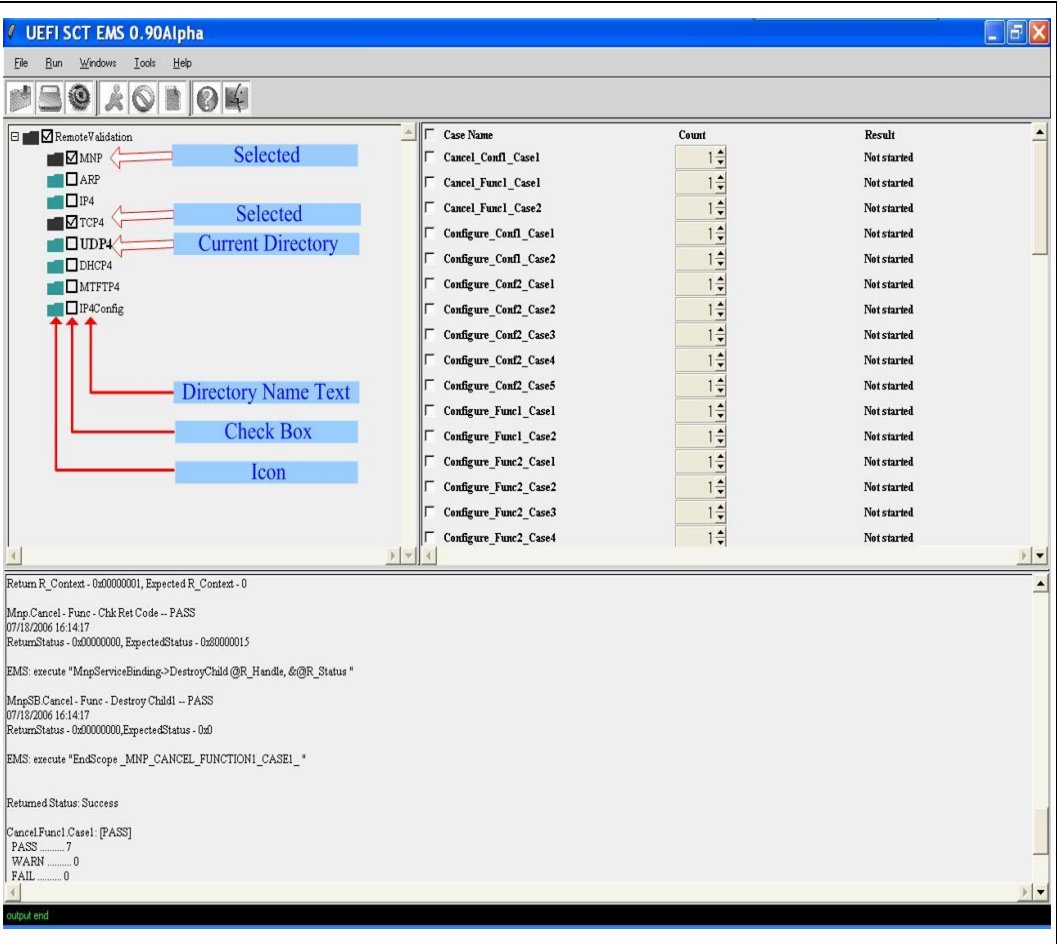 UEFI SCT EMS 0.90Alpha
File Run Windows Tools Help
RemoteValidation
MNP
Selected
ARP
IP4
TCP4
Selected
UDP4
Current Directory
DHCP4
MTFTP4
IP4Config
Directory Name Text
Check Box
Icon
Case Name Count Result
Cancel_Conf1_Case1 1 Not started
Cancel_Func1_Case1 1 Not started
Cancel_Func1_Case2 1 Not started
Configure_Conf1_Case1 1 Not started
Configure_Conf1_Case2 1 Not started
Configure_Conf2_Case1 1 Not started
Configure_Conf2_Case2 1 Not started
Configure_Conf2_Case3 1 Not started
Configure_Conf2_Case4 1 Not started
Configure_Conf2_Case5 1 Not started
Configure_Func1_Case1 1 Not started
Configure_Func1_Case2 1 Not started
Configure_Func2_Case1 1 Not started
Configure_Func2_Case2 1 Not started
Configure_Func2_Case3 1 Not started
Configure_Func2_Case4 1 Not started
Return R_Context - 0x00000001, Expected R_Context - 0
Mnp.Cancel - Func - Chk Ret Code -- PASS
07/18/2006 16:14:17
ReturnStatus - 0x00000000, ExpectedStatus - 0x80000015
EMS: execute "MnpServiceBinding->DestroyChild @R_Handle, &@R_Status "
MnpSB.Cancel - Func - Destroy Child1 -- PASS
07/18/2006 16:14:17
ReturnStatus - 0x00000000,ExpectedStatus - 0x0
EMS: execute "EndScope _MNP_CANCEL_FUNCTION1_CASE1_ "
Returned Status: Success
Cancel.Func1.Case1: [PASS]
PASS .......... 7
WARN .......... 0
FAIL .......... 0
output end